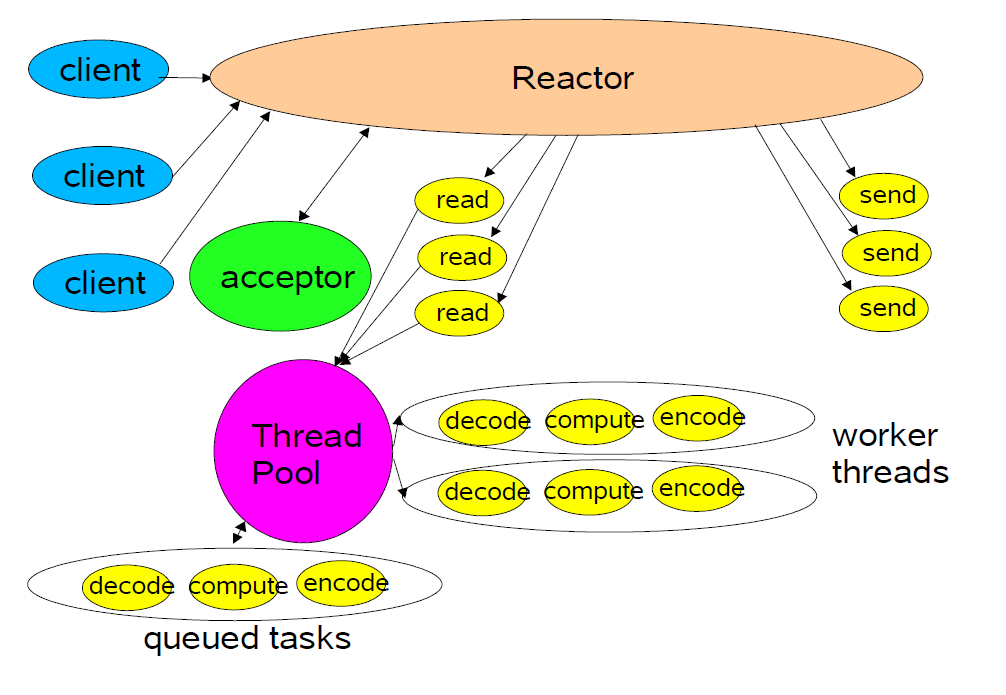 client
Reactor
client
client
acceptor
read
read
read
send
send
send
Thread
Pool
decode
compute
encode
decode
compute
encode
worker
threads
decode
compute
encode
queued tasks